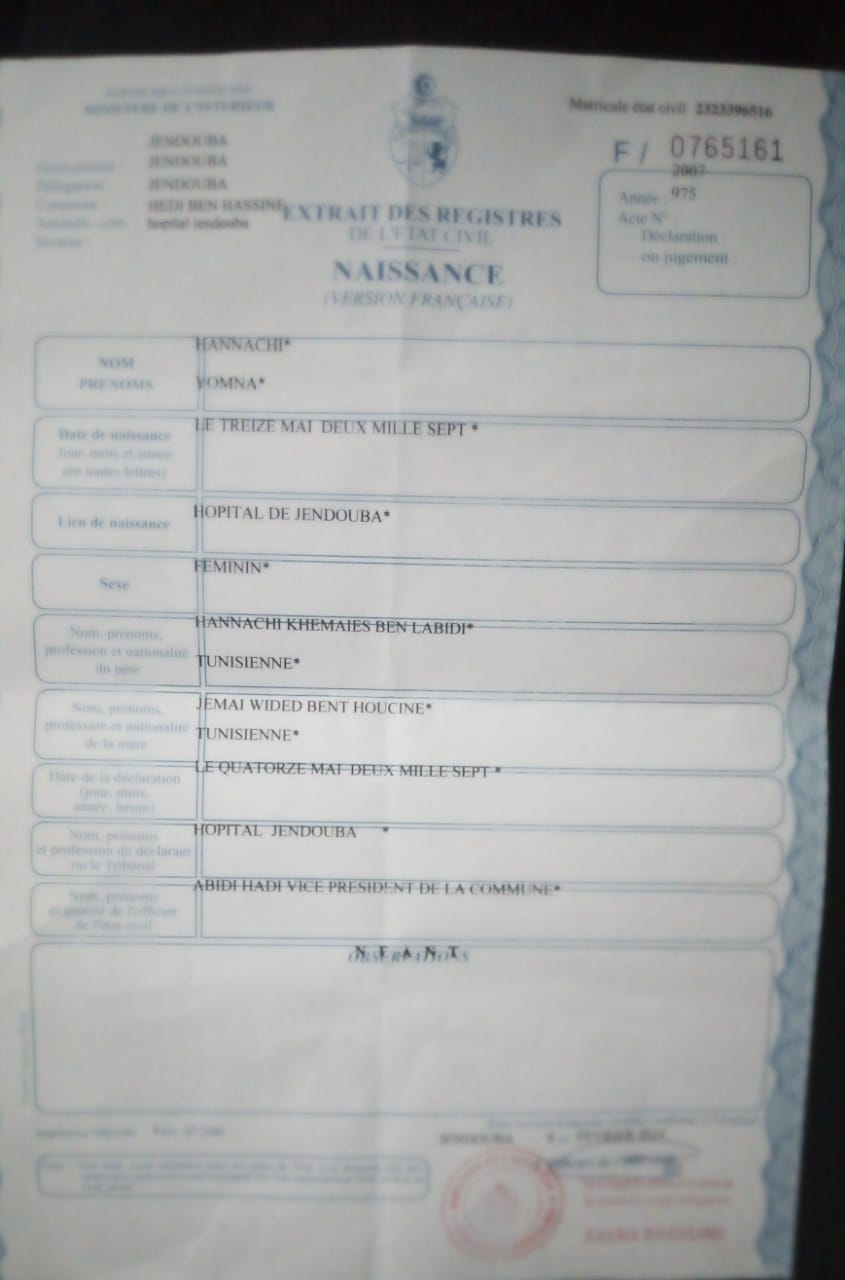 MINISTERE DE L'INTERIEUR
Matricule état civil 2323396516
F / 0765161
JENDOUBA
Gouvernorat
JENDOUBA
Délégation
JENDOUBA
Commune
HEDI BEN HASSINE
hopital jendouba
Secteur
2007
Année :
975
Acte N° :
Déclaration
ou jugement
EXTRAIT DES REGISTRES
DE L'ETAT CIVIL
NAISSANCE
(VERSION FRANÇAISE)
NOM
HANNACHI*
PRENOMS
YOMNA*
Date de naissance
Jour, mois et année
(en toutes lettres)
LE TREIZE MAI DEUX MILLE SEPT *
Lieu de naissance
HOPITAL DE JENDOUBA*
Sexe
FEMININ*
Nom, prénoms,
profession et nationalité
du père
HANNACHI KHEMAIES BEN LABIDI*
TUNISIENNE*
Nom, prénoms,
profession et nationalité
de la mère
JEMAI WIDED BENT HOUCINE*
TUNISIENNE*
Date de la déclaration
(jour, mois,
année, heure)
LE QUATORZE MAI DEUX MILLE SEPT *
Nom, prénoms
et profession du déclarant
ou le Tribunal
HOPITAL JENDOUBA *
Nom, prénoms
et qualité de l'officier
de l'état civil
ABIDI HADI VICE PRESIDENT DE LA COMMUNE*
OBSERVATIONS
N E A N T
JENDOUBA
FEVRIER